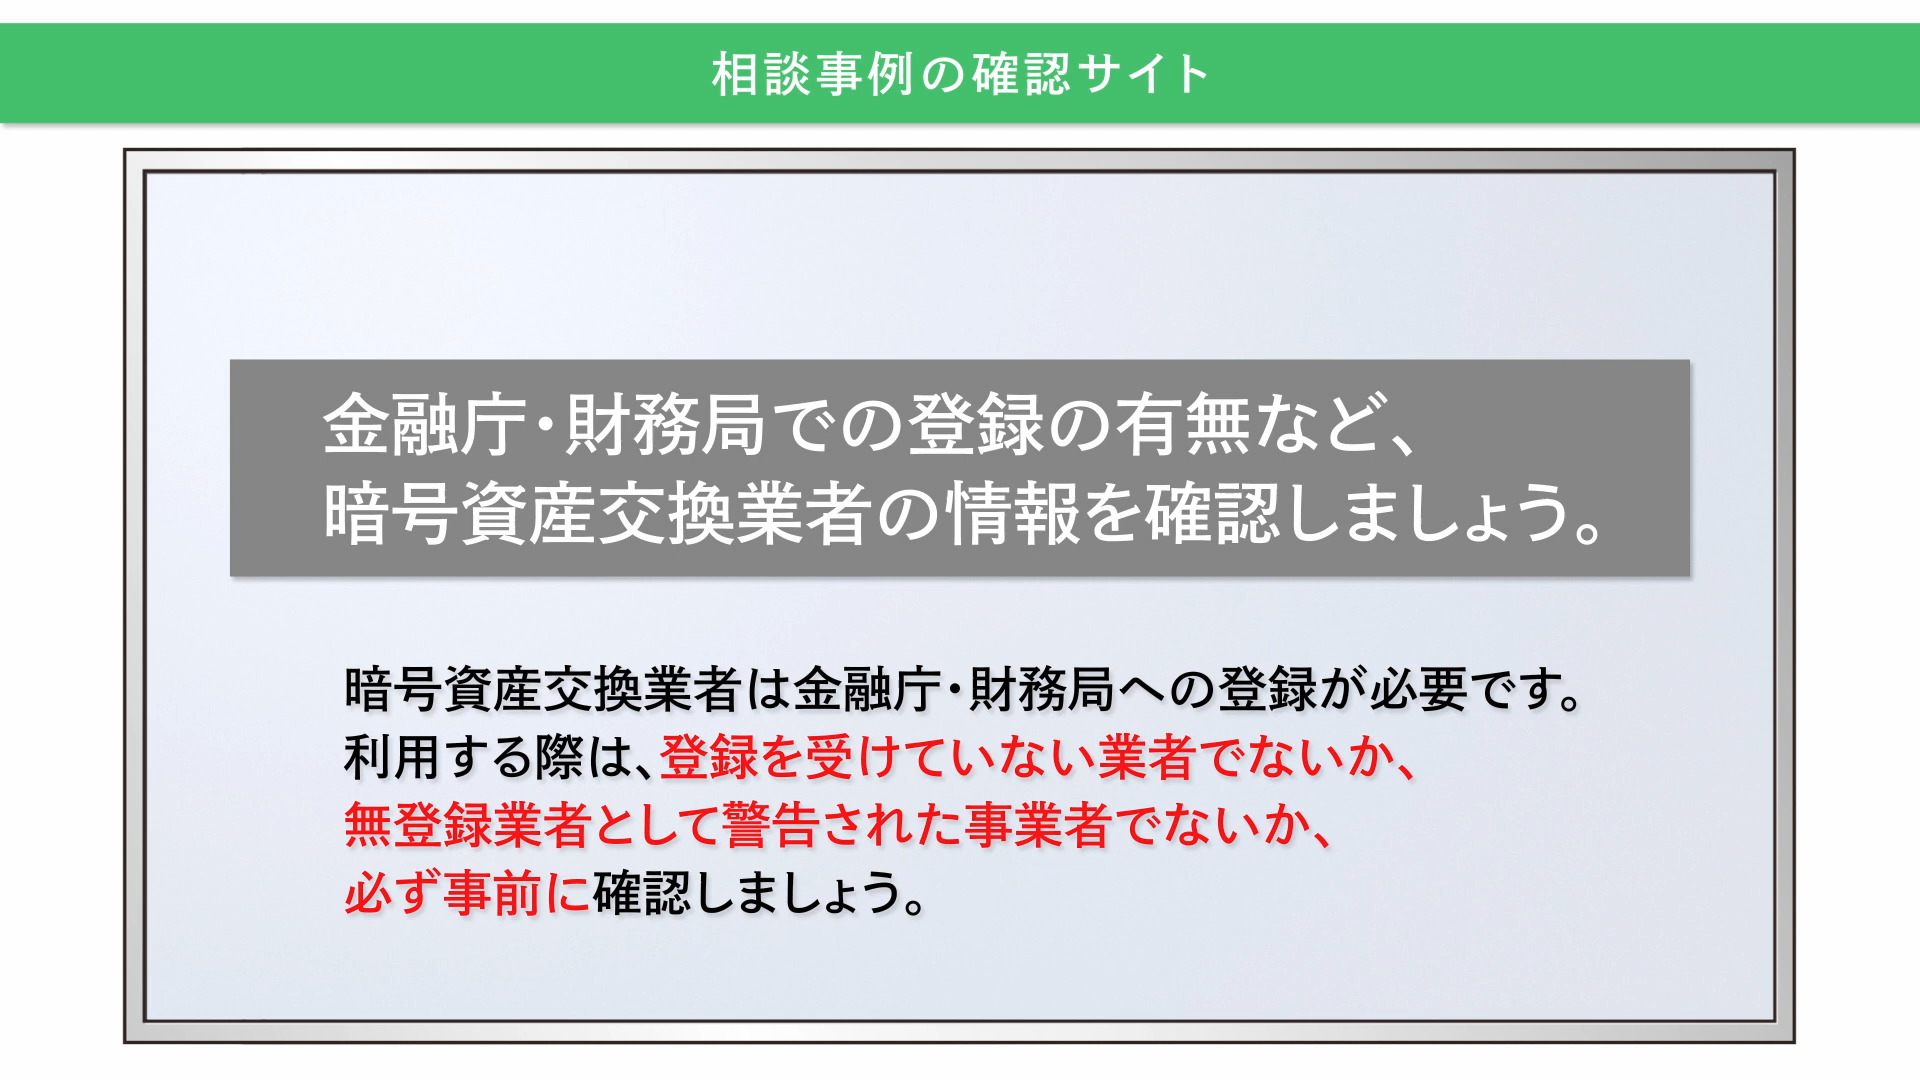 相談事例の確認サイト
金融庁・財務局での登録の有無など、
暗号資産交換業者の情報を確認しましょう。
暗号資産交換業者は金融庁・財務局への登録が必要です。
利用する際は、登録を受けていない業者でないか、
無登録業者として警告された事業者でないか、
必ず事前に確認しましょう。